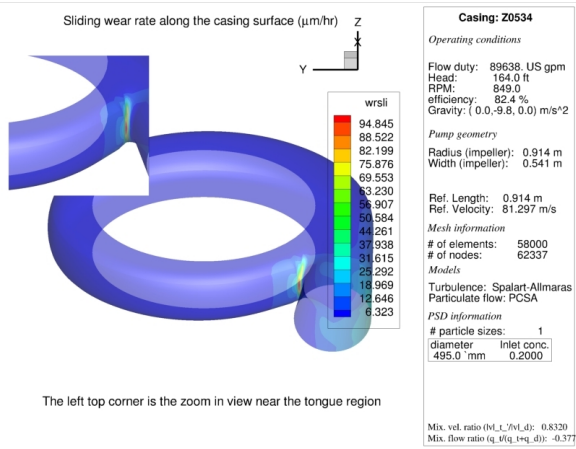 Sliding wear rate along the casing surface (µm/hr)
Z
X
Y
wrsli
94.845
88.522
82.199
75.876
69.553
63.230
56.907
50.584
44.261
37.938
31.615
25.292
18.969
12.646
6.323
The left top corner is the zoom in view near the tongue region
Casing: Z0534
Operating conditions
Flow duty: 89638. US gpm
Head: 164.0 ft
RPM: 849.0
efficiency: 82.4 %
Gravity: ( 0.0,-9.8, 0.0) m/s^2
Pump geometry
Radius (impeller): 0.914 m
Width (impeller): 0.541 m
Ref. Length: 0.914 m
Ref. Velocity: 81.297 m/s
Mesh information
# of elements: 58000
# of nodes: 62337
Models
Turbulence: Spalart-Allmaras
Particulate flow: PCSA
PSD information
# particle sizes: 1
diameter Inlet conc.
495.0 `mm 0.2000
Mix. vel. ratio (|v|_t_'/|v|_d): 0.8320
Mix. flow ratio (q_t/(q_t+q_d)): -0.377